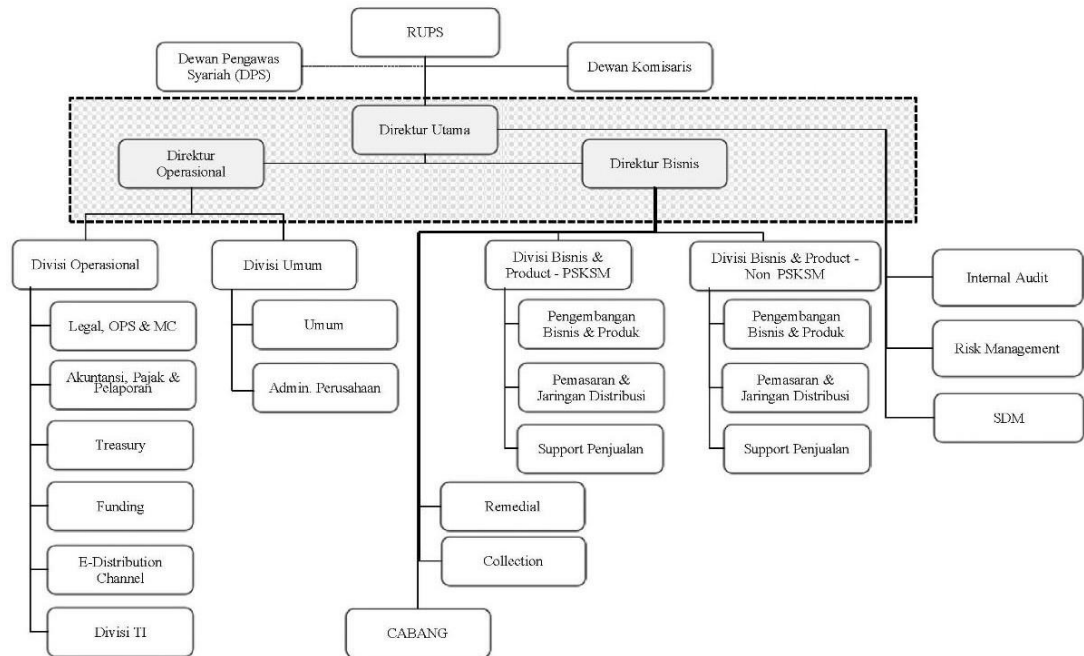 RUPS
Dewan Pengawas
Syariah (DPS)
Dewan Komisaris
Direktur Utama
Direktur
Operasional
Direktur Bisnis
Divisi Operasional
Divisi Umum
Divisi Bisnis &
Product - PSKSM
Divisi Bisnis & Product -
Non PSKSM
Internal Audit
Legal, OPS & MC
Umum
Pengembangan
Bisnis & Produk
Pengembangan
Bisnis & Produk
Risk Management
Akuntansi, Pajak &
Pelaporan
Admin. Perusahaan
Pemasaran &
Jaringan Distribusi
Pemasaran &
Jaringan Distribusi
SDM
Treasury
Support Penjualan
Support Penjualan
Funding
Remedial
E-Distribution
Channel
Collection
Divisi TI
CABANG